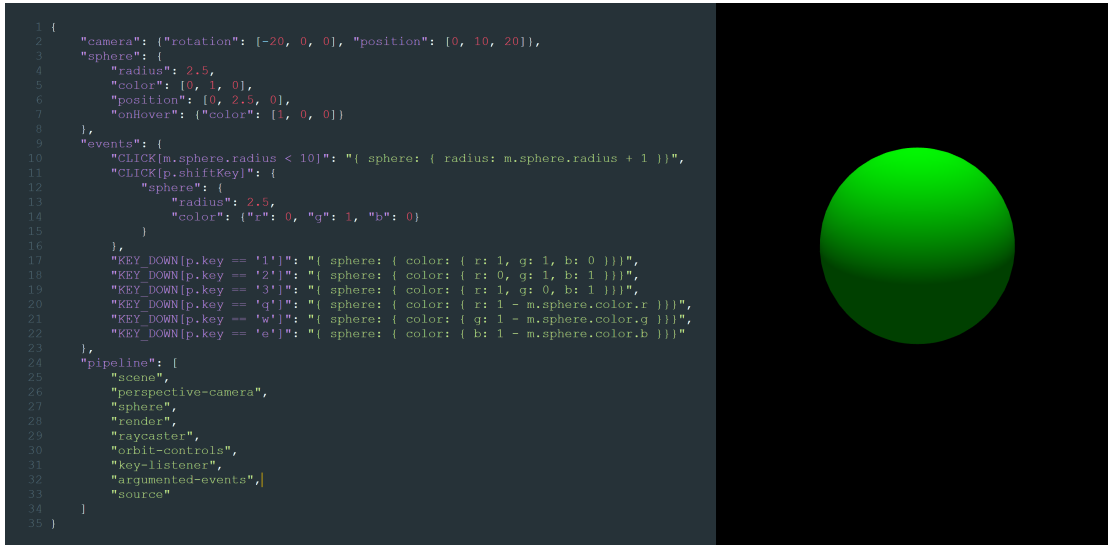 1 {
2     "camera": {"rotation": [-20, 0, 0], "position": [0, 10, 20]},
3     "sphere": {
4         "radius": 2.5,
5         "color": [0, 1, 0],
6         "position": [0, 2.5, 0],
7         "onHover": {"color": [1, 0, 0]}
8     },
9     "events": {
10         "CLICK[m.sphere.radius < 10]": "{ sphere: { radius: m.sphere.radius + 1 }}",
11         "CLICK[p.shiftKey]": {
12             "sphere": {
13                 "radius": 2.5,
14                 "color": {"r": 0, "g": 1, "b": 0}
15             }
16         },
17         "KEY_DOWN[p.key == '1']": "{ sphere: { color: { r: 1, g: 1, b: 0 }}}",
18         "KEY_DOWN[p.key == '2']": "{ sphere: { color: { r: 0, g: 1, b: 1 }}}",
19         "KEY_DOWN[p.key == '3']": "{ sphere: { color: { r: 1, g: 0, b: 1 }}}",
20         "KEY_DOWN[p.key == 'q']": "{ sphere: { color: { r: 1 - m.sphere.color.r }}}",
21         "KEY_DOWN[p.key == 'w']": "{ sphere: { color: { g: 1 - m.sphere.color.g }}}",
22         "KEY_DOWN[p.key == 'e']": "{ sphere: { color: { b: 1 - m.sphere.color.b }}}"
23     },
24     "pipeline": [
25         "scene",
26         "perspective-camera",
27         "sphere",
28         "render",
29         "raycaster",
30         "orbit-controls",
31         "key-listener",
32         "argumented-events",
33         "source"
34     ]
35 }